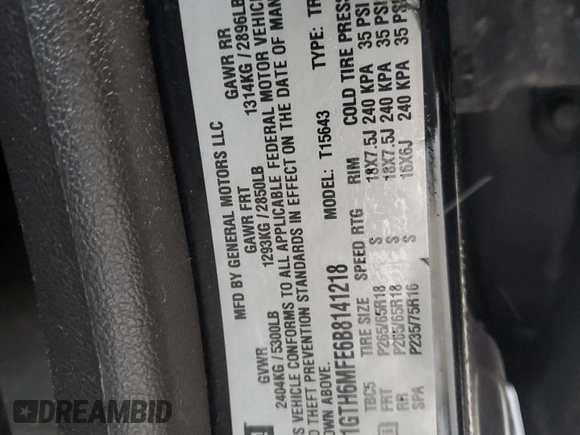 MFD BY GENERAL MOTORS LLC
GVWR GAWR FRT GAWR RR
2404KG / 5300LB 1293KG / 2850LB 1314KG / 2896LB
S VEHICLE CONFORMS TO ALL APPLICABLE FEDERAL MOTOR VEHIC
D THEFT PREVENTION STANDARDS IN EFFECT ON THE DATE OF MAN
OWN ABOVE.
1GTH6MFE6B8141218 MODEL: T15643 TYPE: TR
TBC5 TIRE SIZE SPEED RTG RIM COLD TIRE PRESS
FRT P265/65R18 S 18X7.5J 240 KPA 35 PSI
RR P265/65R18 S 18X7.5J 240 KPA 35 PSI
SPA P235/75R16 S 16X6J 240 KPA 35 PSI
DREAMBID